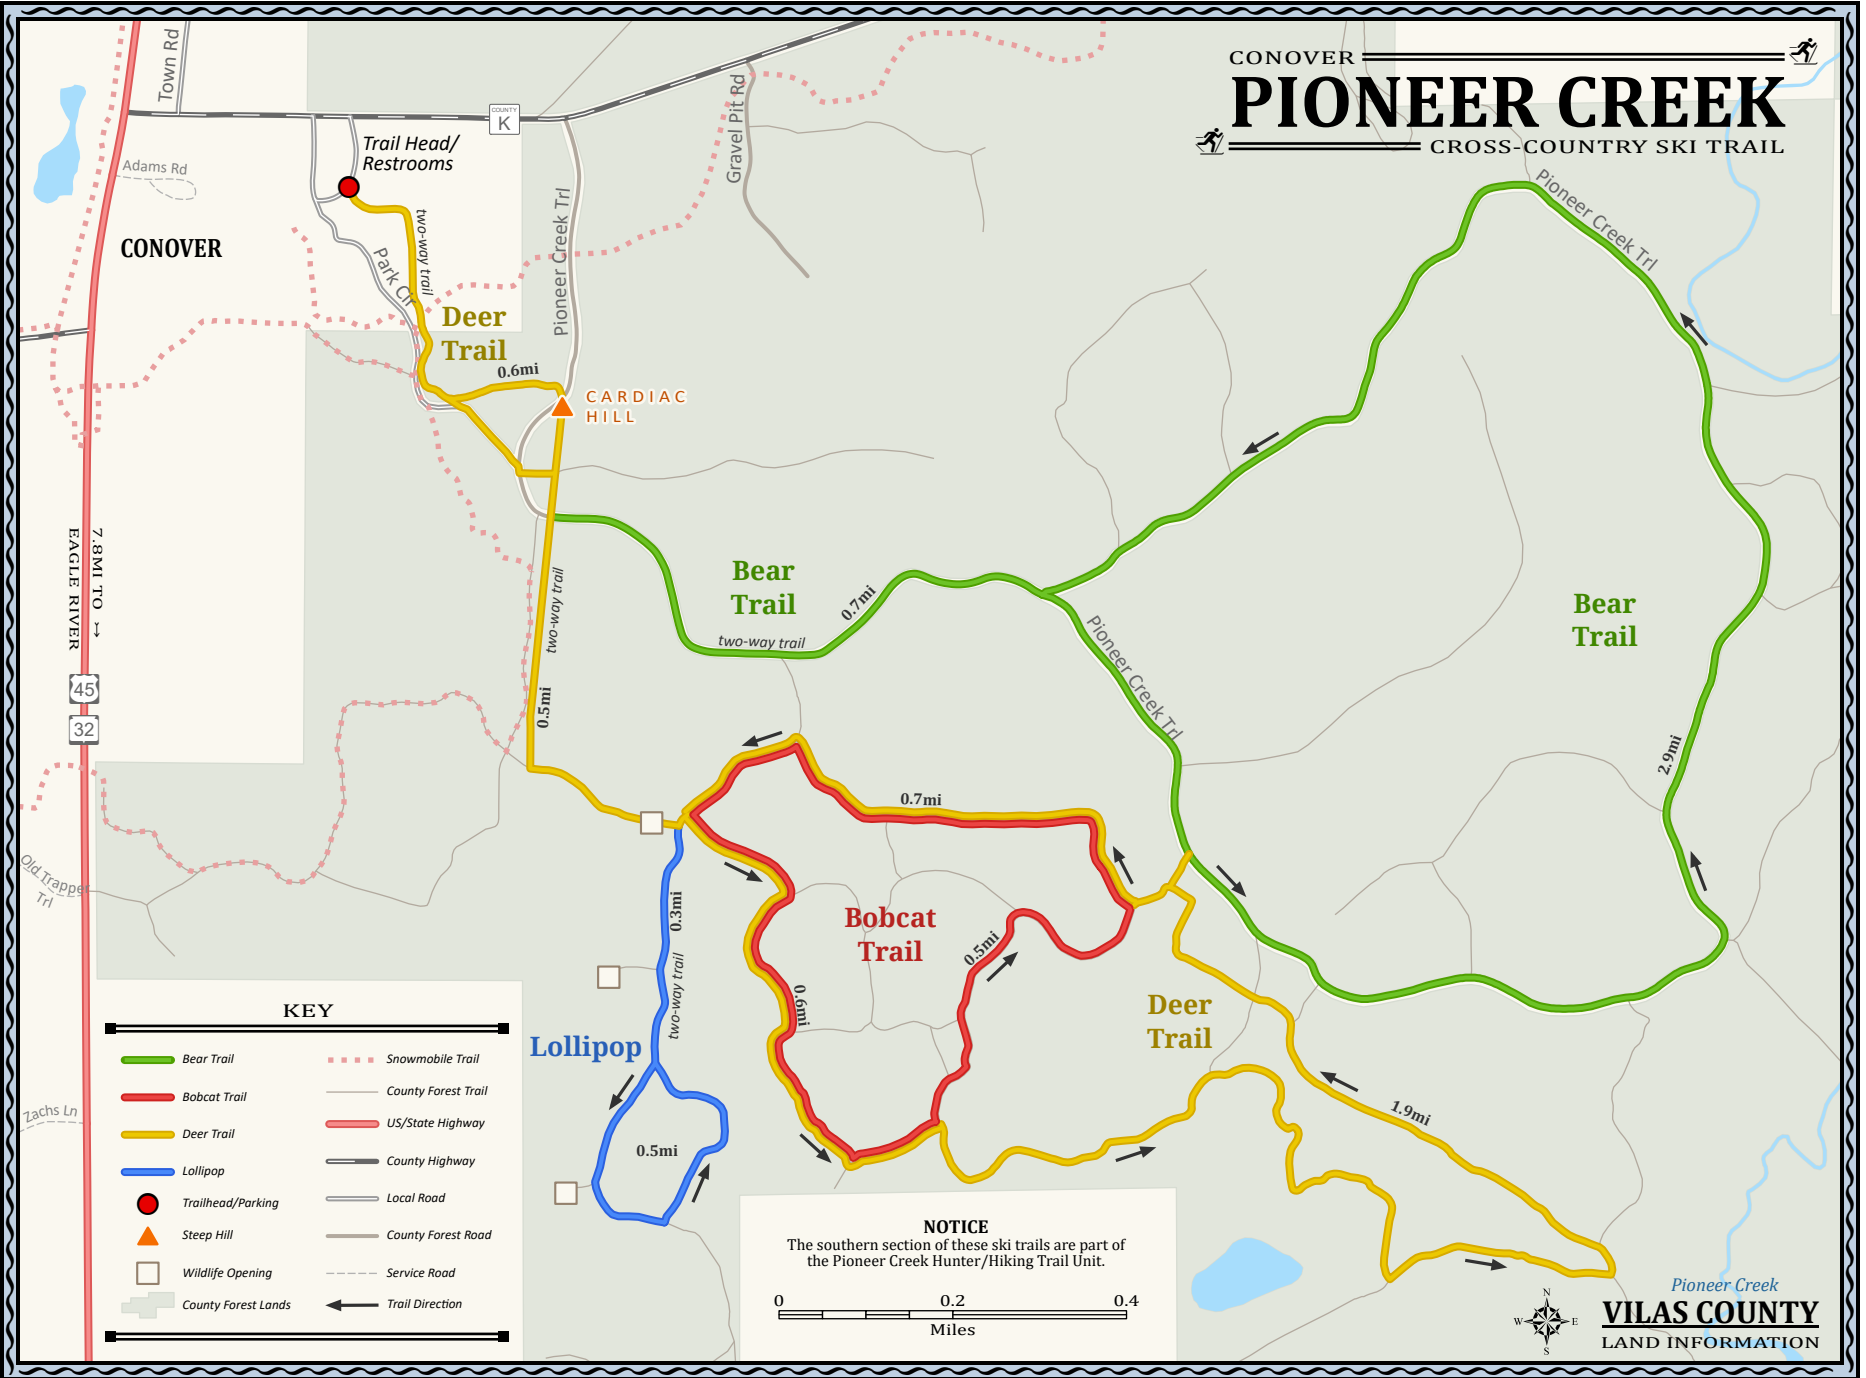 CONOVER
PIONEER CREEK
CROSS-COUNTRY SKI TRAIL
Town Rd
COUNTY
K
Trail Head/
Restrooms
Adams Rd
CONOVER
Park Cir
two-way trail
Pioneer Creek Trl
Gravel Pit Rd
Pioneer Creek Trl
Deer
Trail
0.6mi
CARDIAC
HILL
7.8MI TO →
EAGLE RIVER
45
32
two-way trail
0.5mi
Bear
Trail
0.7mi
two-way trail
Pioneer Creek Trl
Bear
Trail
2.9mi
0.7mi
Old Trapper
Trl
0.3mi
two-way trail
Bobcat
Trail
0.5mi
0.6mi
Deer
Trail
1.9mi
Lollipop
0.5mi
Zachs Ln
KEY
Bear Trail
Bobcat Trail
Deer Trail
Lollipop
Trailhead/Parking
Steep Hill
Wildlife Opening
County Forest Lands
Snowmobile Trail
County Forest Trail
US/State Highway
County Highway
Local Road
County Forest Road
Service Road
Trail Direction
NOTICE
The southern section of these ski trails are part of
the Pioneer Creek Hunter/Hiking Trail Unit.
0 0.2 0.4
Miles
N
W E
S
Pioneer Creek
VILAS COUNTY
LAND INFORMATION